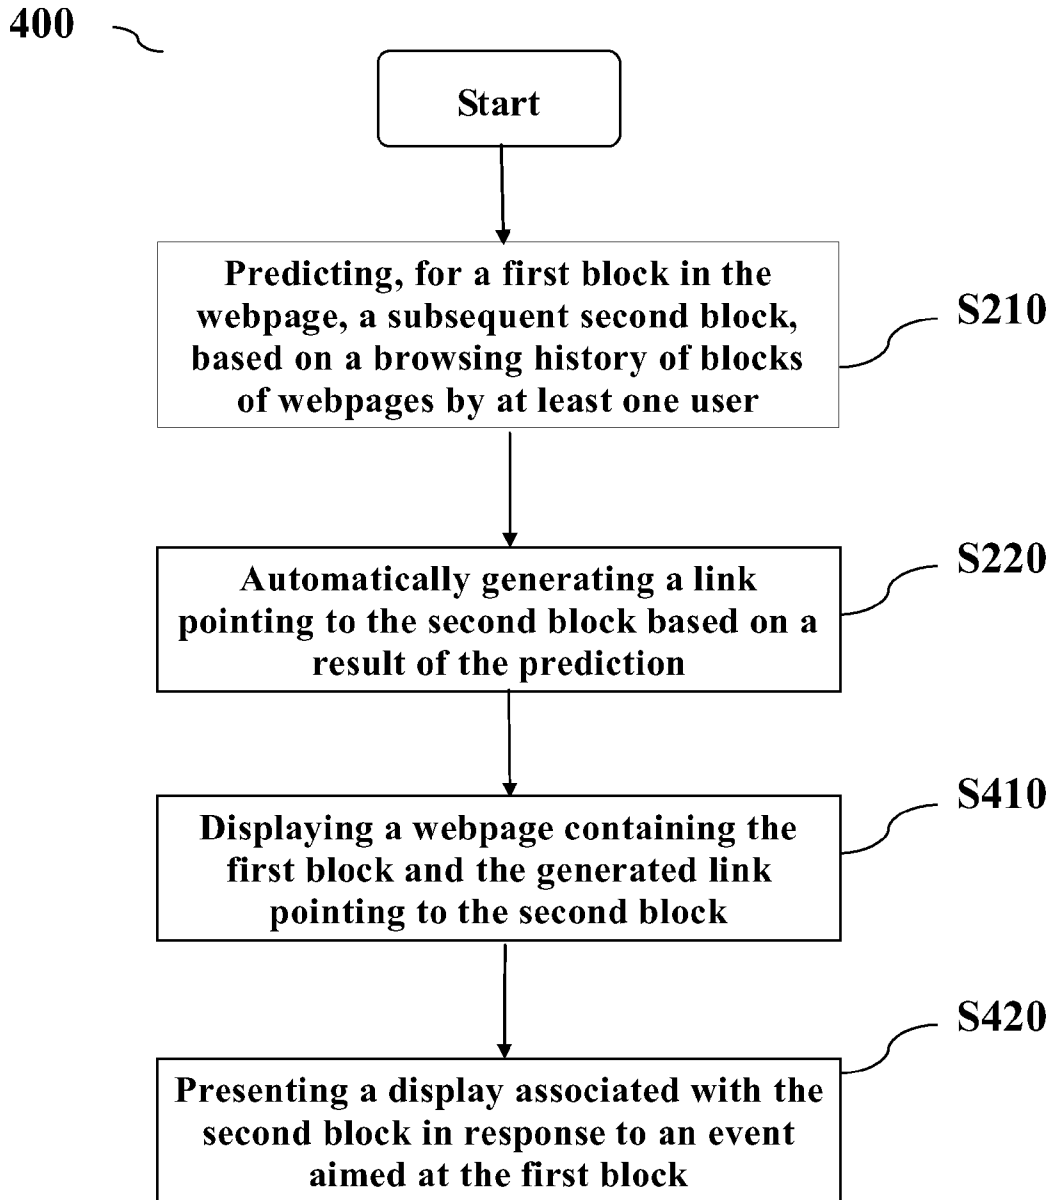 400
Start
Predicting, for a first block in the
webpage, a subsequent second block,
based on a browsing history of blocks
of webpages by at least one user
S210
Automatically generating a link
pointing to the second block based on a
result of the prediction
S220
Displaying a webpage containing the
first block and the generated link
pointing to the second block
S410
Presenting a display associated with the
second block in response to an event
aimed at the first block
S420